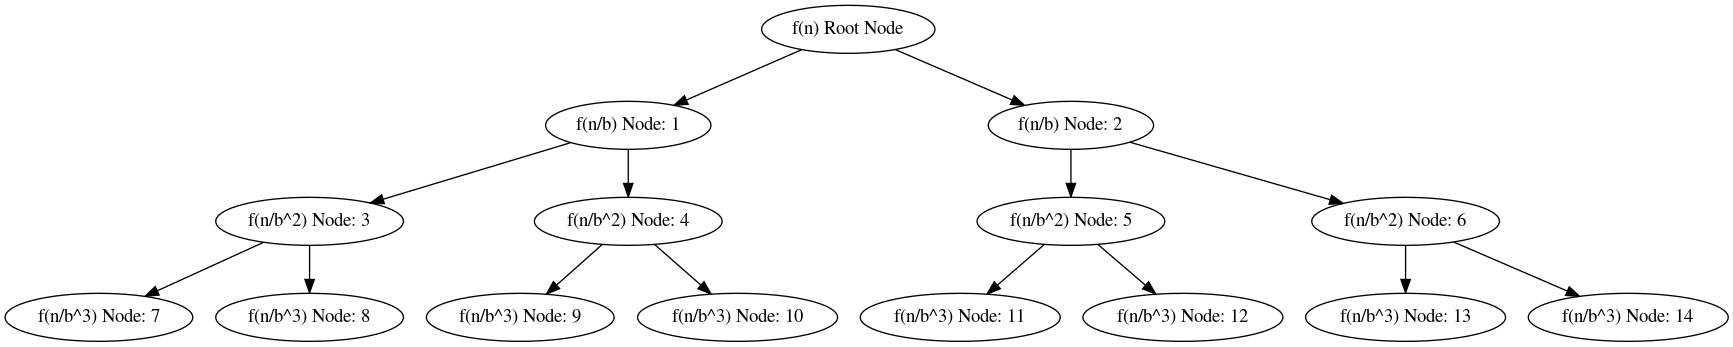 f(n) Root Node
f(n/b) Node: 1
f(n/b) Node: 2
f(n/b^2) Node: 3
f(n/b^2) Node: 4
f(n/b^2) Node: 5
f(n/b^2) Node: 6
f(n/b^3) Node: 7
f(n/b^3) Node: 8
f(n/b^3) Node: 9
f(n/b^3) Node: 10
f(n/b^3) Node: 11
f(n/b^3) Node: 12
f(n/b^3) Node: 13
f(n/b^3) Node: 14